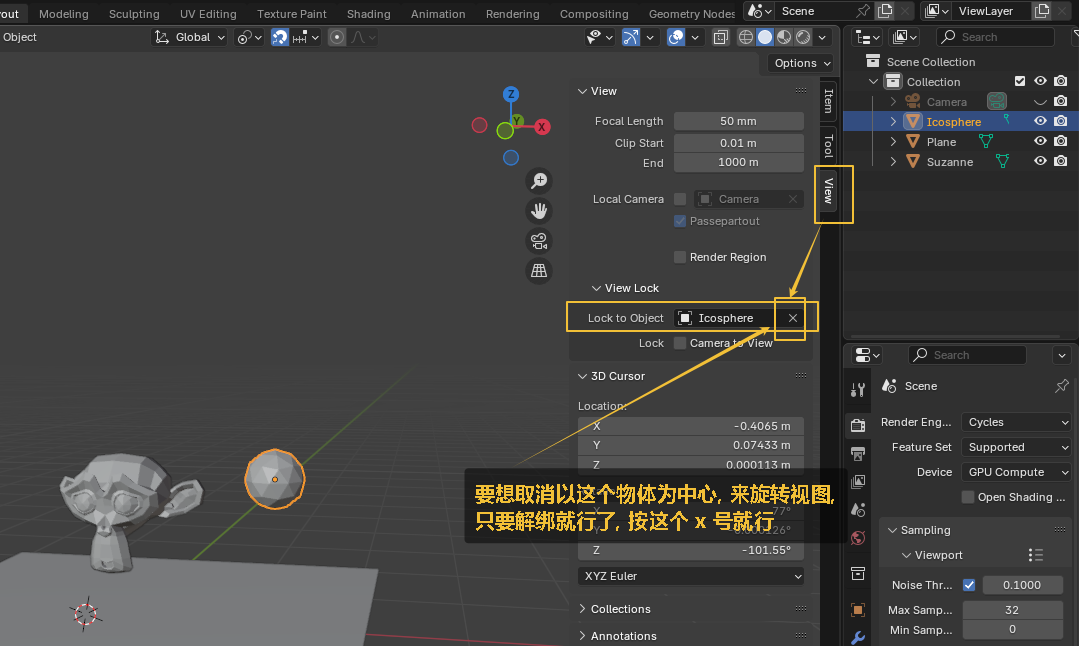 out Modeling Sculpting UV Editing Texture Paint Shading Animation Rendering Compositing Geometry Nodes Scene ViewLayer
Object Global Search
Options
View
Focal Length 50 mm
Clip Start 0.01 m
End 1000 m
Local Camera Camera
Passepartout
Render Region
View Lock
Lock to Object Icosphere
Lock Camera to View
3D Cursor
Location:
X -0.4065 m
Y 0.07433 m
Z 0.000113 m
要想取消以这个物体为中心, 来旋转视图,
只要解绑就行了, 按这个 x 号就行
Z -101.55°
XYZ Euler
Collections
Annotations
Item
Tool
View
Z
Y
X
Scene Collection
Collection
Camera
Icosphere
Plane
Suzanne
Search
Scene
Render Eng... Cycles
Feature Set Supported
Device GPU Compute
Open Shading ...
Sampling
Viewport
Noise Thr... 0.1000
Max Samp... 32
Min Samp... 0